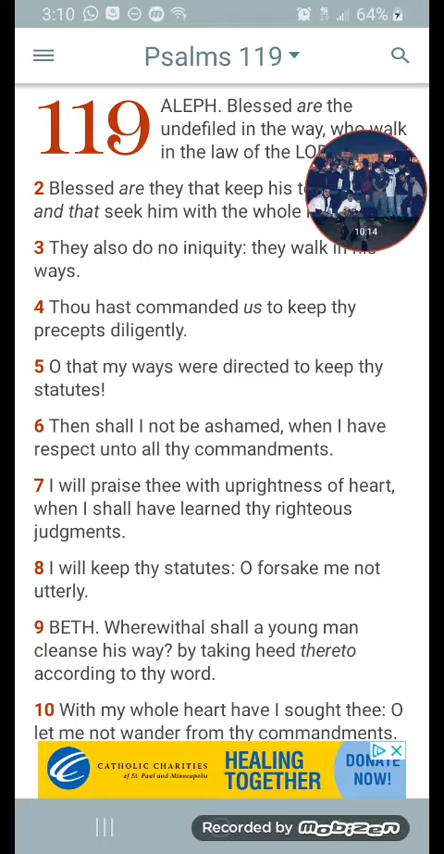 3:10 64%
Psalms 119
119 ALEPH. Blessed are the
undefiled in the way, who walk
in the law of the
2 Blessed are they that keep his
and that seek him with the whole
10:14
3 They also do no iniquity: they walk in his
ways.
4 Thou hast commanded us to keep thy
precepts diligently.
5 O that my ways were directed to keep thy
statutes!
6 Then shall I not be ashamed, when I have
respect unto all thy commandments.
7 I will praise thee with uprightness of heart,
when I shall have learned thy righteous
judgments.
8 I will keep thy statutes: O forsake me not
utterly.
9 BETH. Wherewithal shall a young man
cleanse his way? by taking heed thereto
according to thy word.
10 With my whole heart have I sought thee: O
let me not wander from thy commandments.
CATHOLIC CHARITIES
of St. Paul and Minneapolis
HEALING
TOGETHER
DONATE
NOW!
Recorded by Mobizen